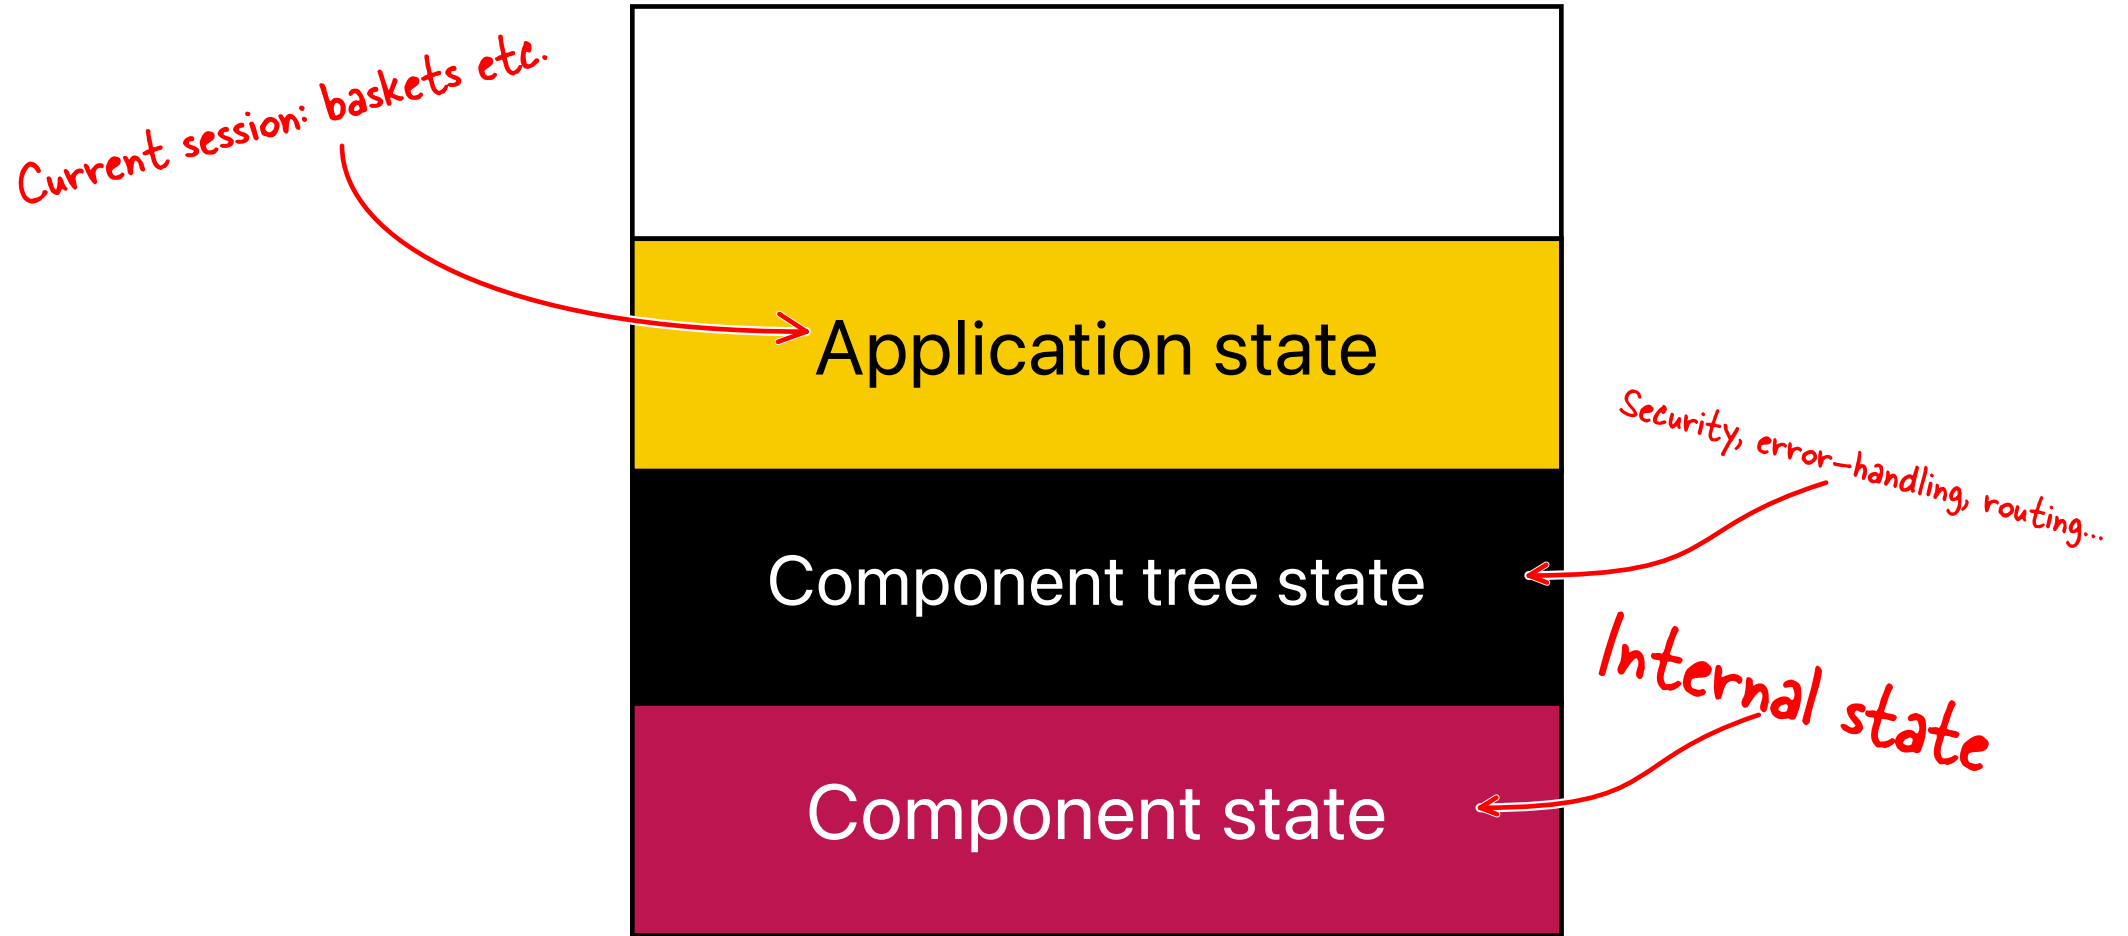 Current session: baskets etc.
Application state
Security, error-handling, routing...
Component tree state
Internal state
Component state